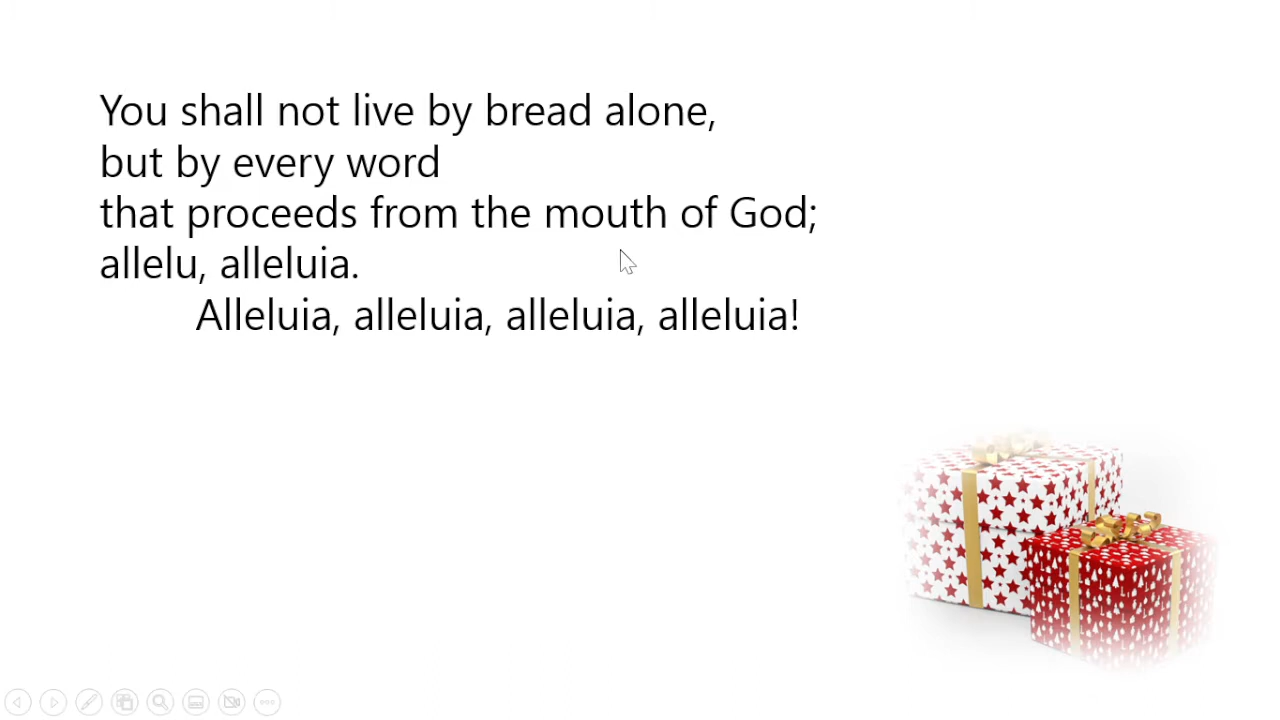 You shall not live by bread alone,
but by every word
that proceeds from the mouth of God;
allelu, alleluia.
Alleluia, alleluia, alleluia, alleluia!